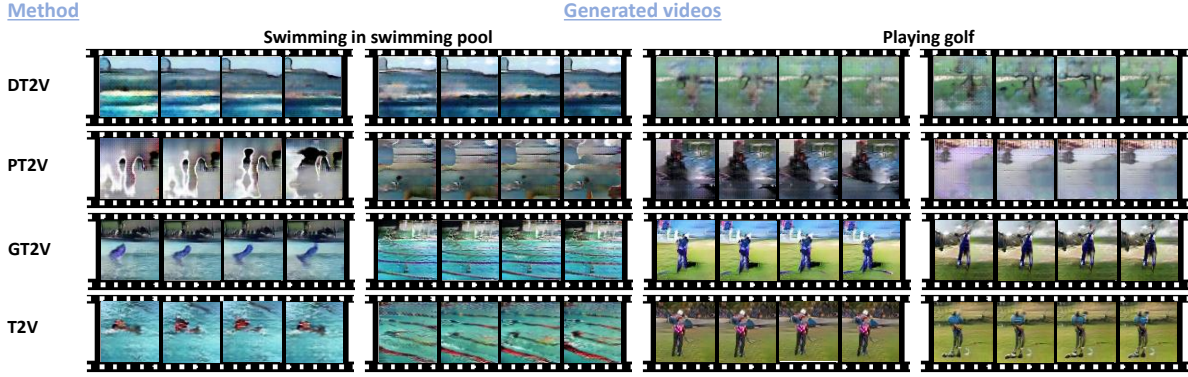 Method Generated videos
Swimming in swimming pool Playing golf
DT2V
PT2V
GT2V
T2V